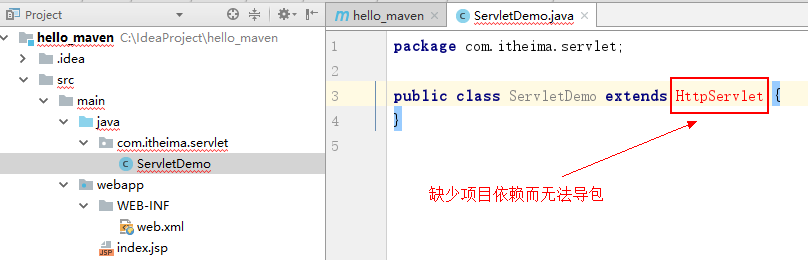 Project
hello_maven C:\IdeaProject\hello_maven
.idea
src
main
java
com.itheima.servlet
ServletDemo
webapp
WEB-INF
web.xml
index.jsp
m hello_maven
C ServletDemo.java
1 package com.itheima.servlet;
2
3 public class ServletDemo extends HttpServlet {
4 }
5
缺少项目依赖而无法导包